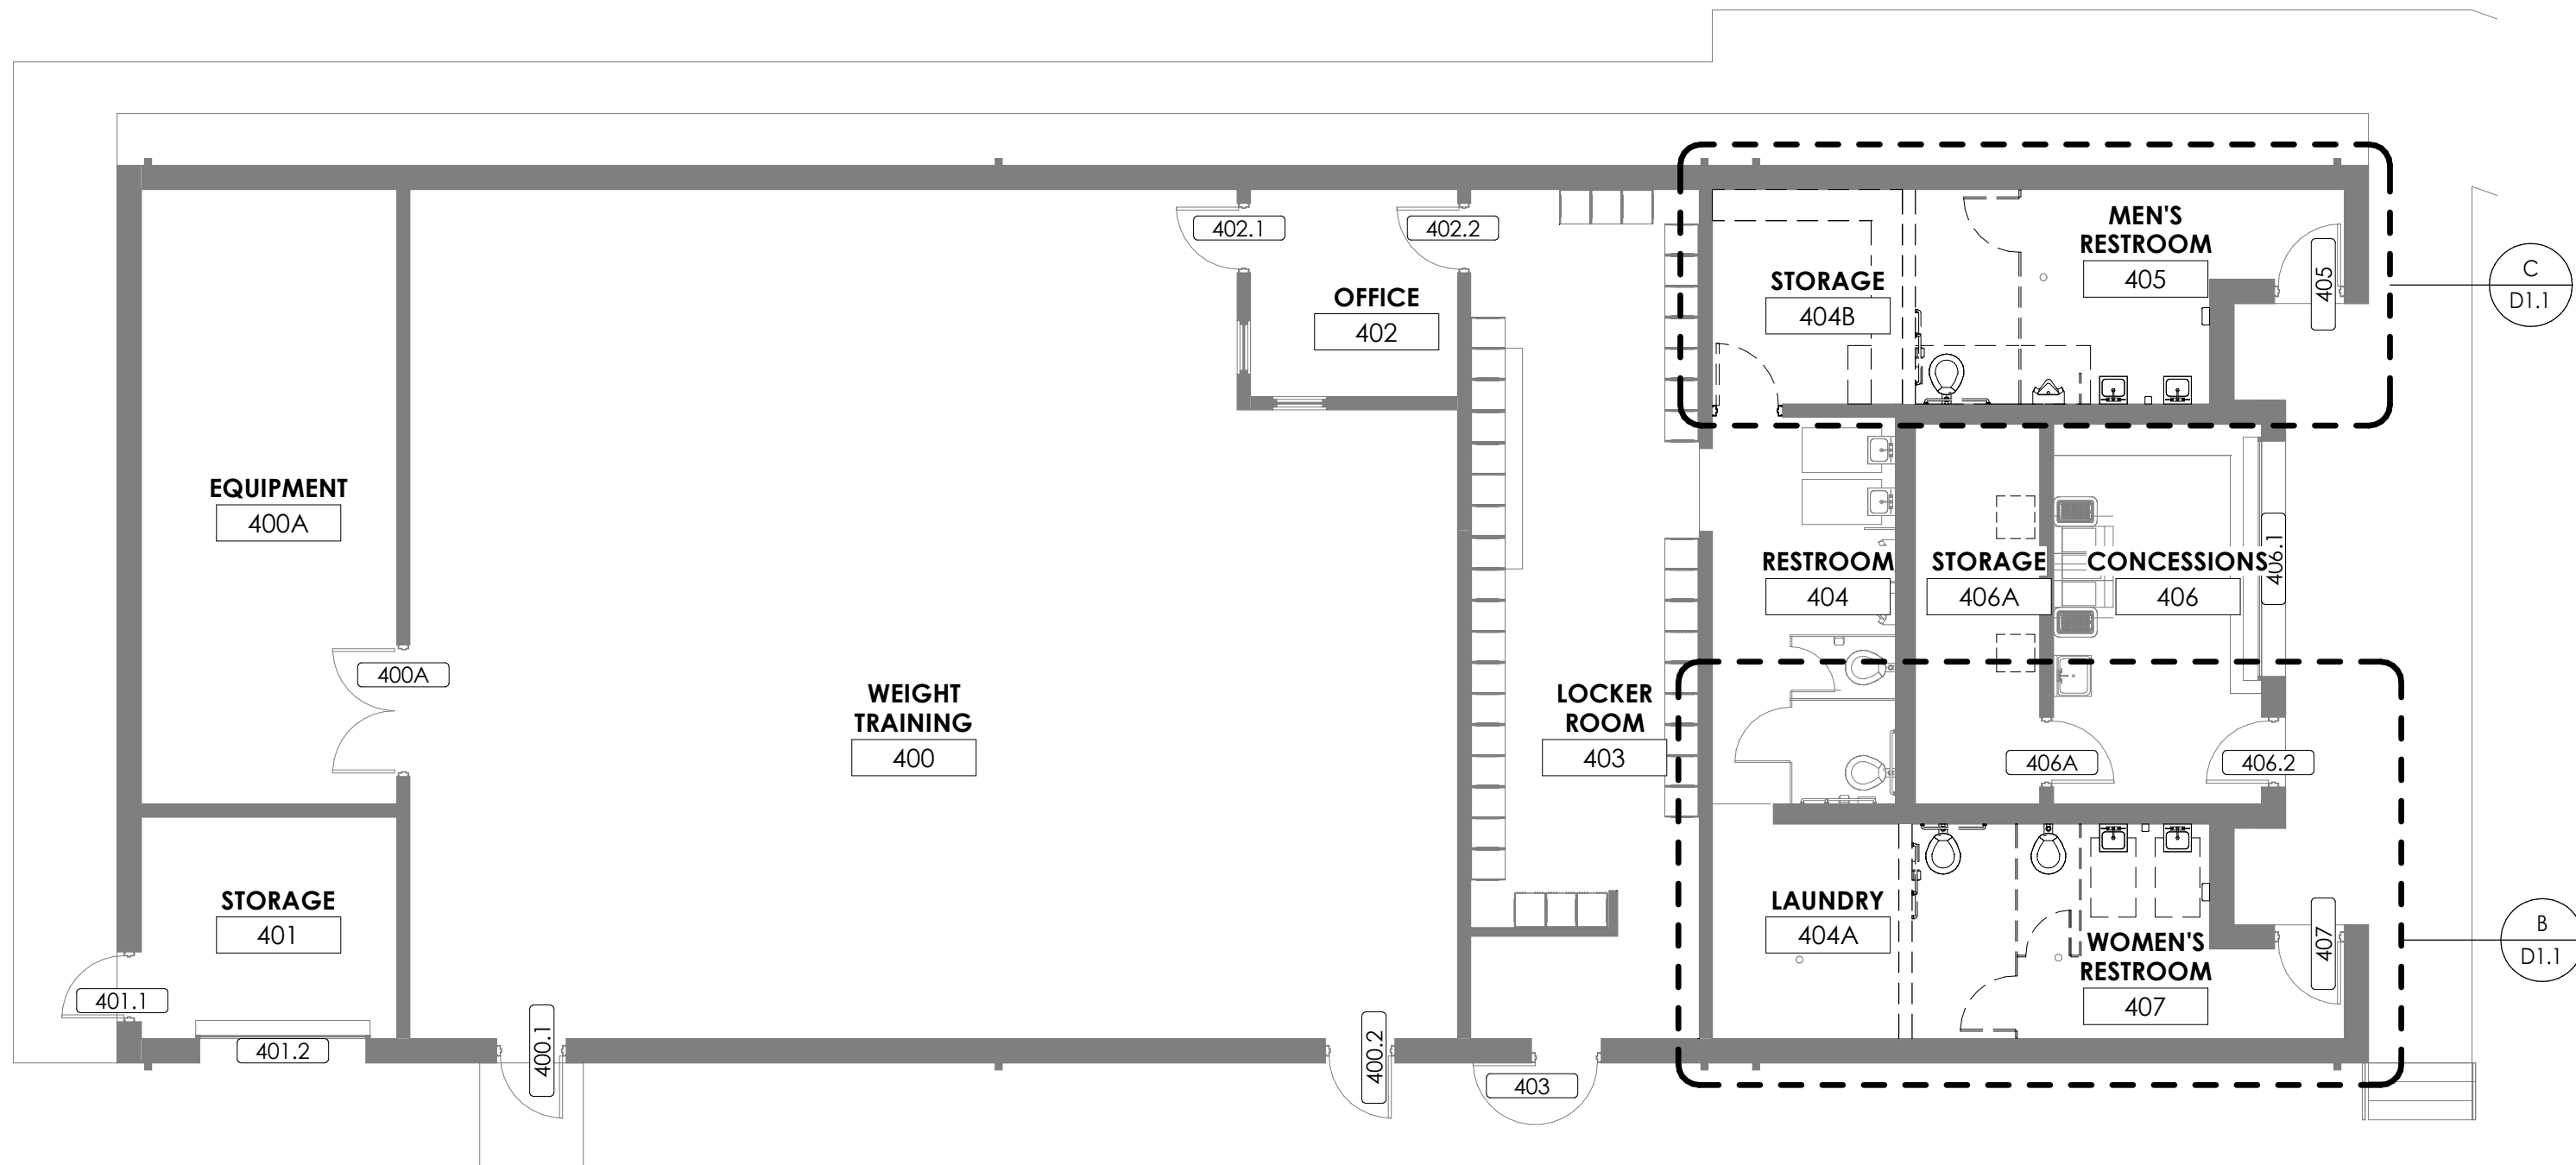 MEN'S
RESTROOM
405
405
C
D1.1
402.1
402.2
STORAGE
404B
OFFICE
402
EQUIPMENT
400A
400A
RESTROOM
404
STORAGE
406A
CONCESSIONS
406
406.1
WEIGHT
TRAINING
400
LOCKER
ROOM
403
406A
406.2
STORAGE
401
LAUNDRY
404A
WOMEN'S
RESTROOM
407
407
B
D1.1
401.1
401.2
400.1
400.2
403